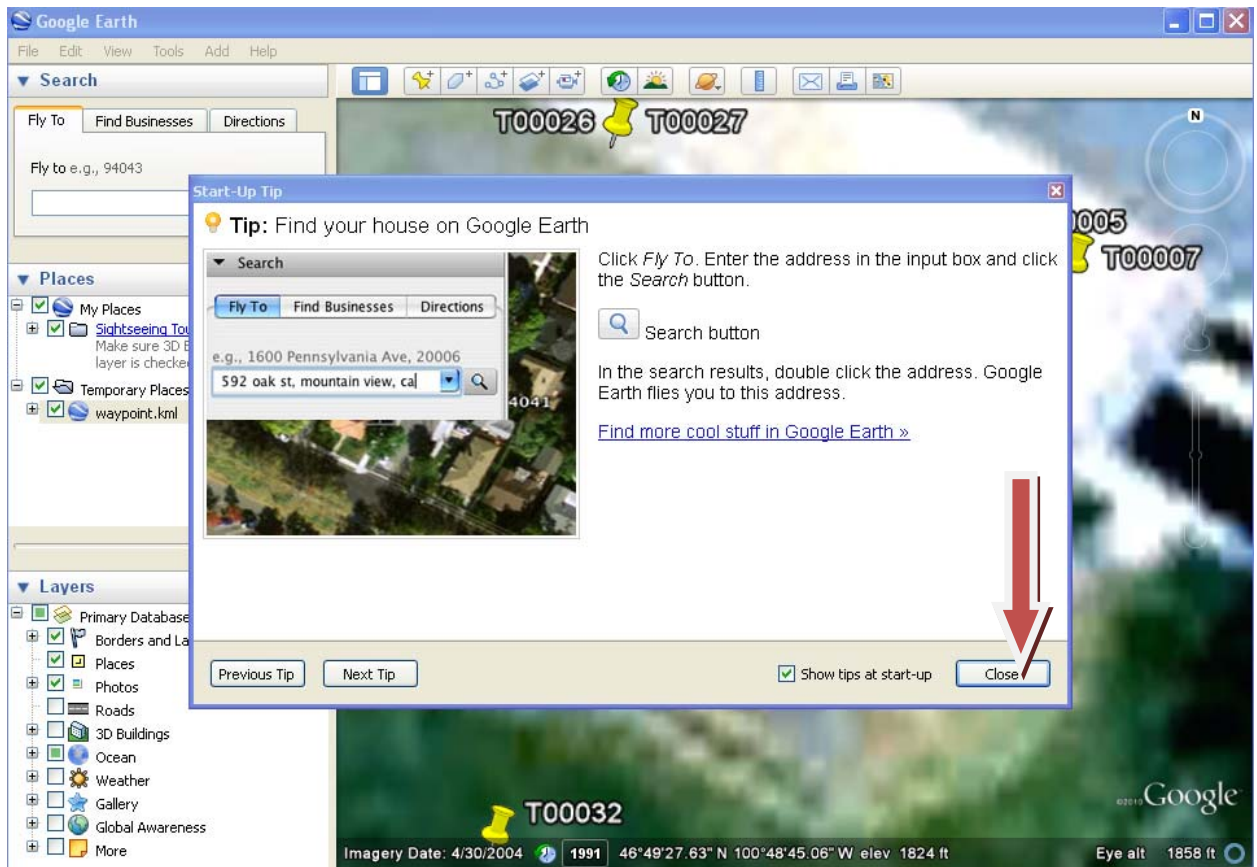 Google Earth
File Edit View Tools Add Help
Search
Fly To Find Businesses Directions
Fly to e.g., 94043
Places
My Places
Sightseeing Tou
Make sure 3D B
layer is checke
Temporary Places
waypoint.kml
Layers
Primary Database
Borders and La
Places
Photos
Roads
3D Buildings
Ocean
Weather
Gallery
Global Awareness
More
T00026 T00027
N
0005
T00007
Start-Up Tip
Tip: Find your house on Google Earth
Search
Fly To Find Businesses Directions
e.g., 1600 Pennsylvania Ave, 20006
592 oak st, mountain view, ca
4041
Click Fly To. Enter the address in the input box and click
the Search button.
Search button
In the search results, double click the address. Google
Earth flies you to this address.
Find more cool stuff in Google Earth »
Previous Tip Next Tip Show tips at start-up Close
T00032
©2010 Google
Imagery Date: 4/30/2004 1991 46°49'27.63" N 100°48'45.06" W elev 1824 ft Eye alt 1858 ft